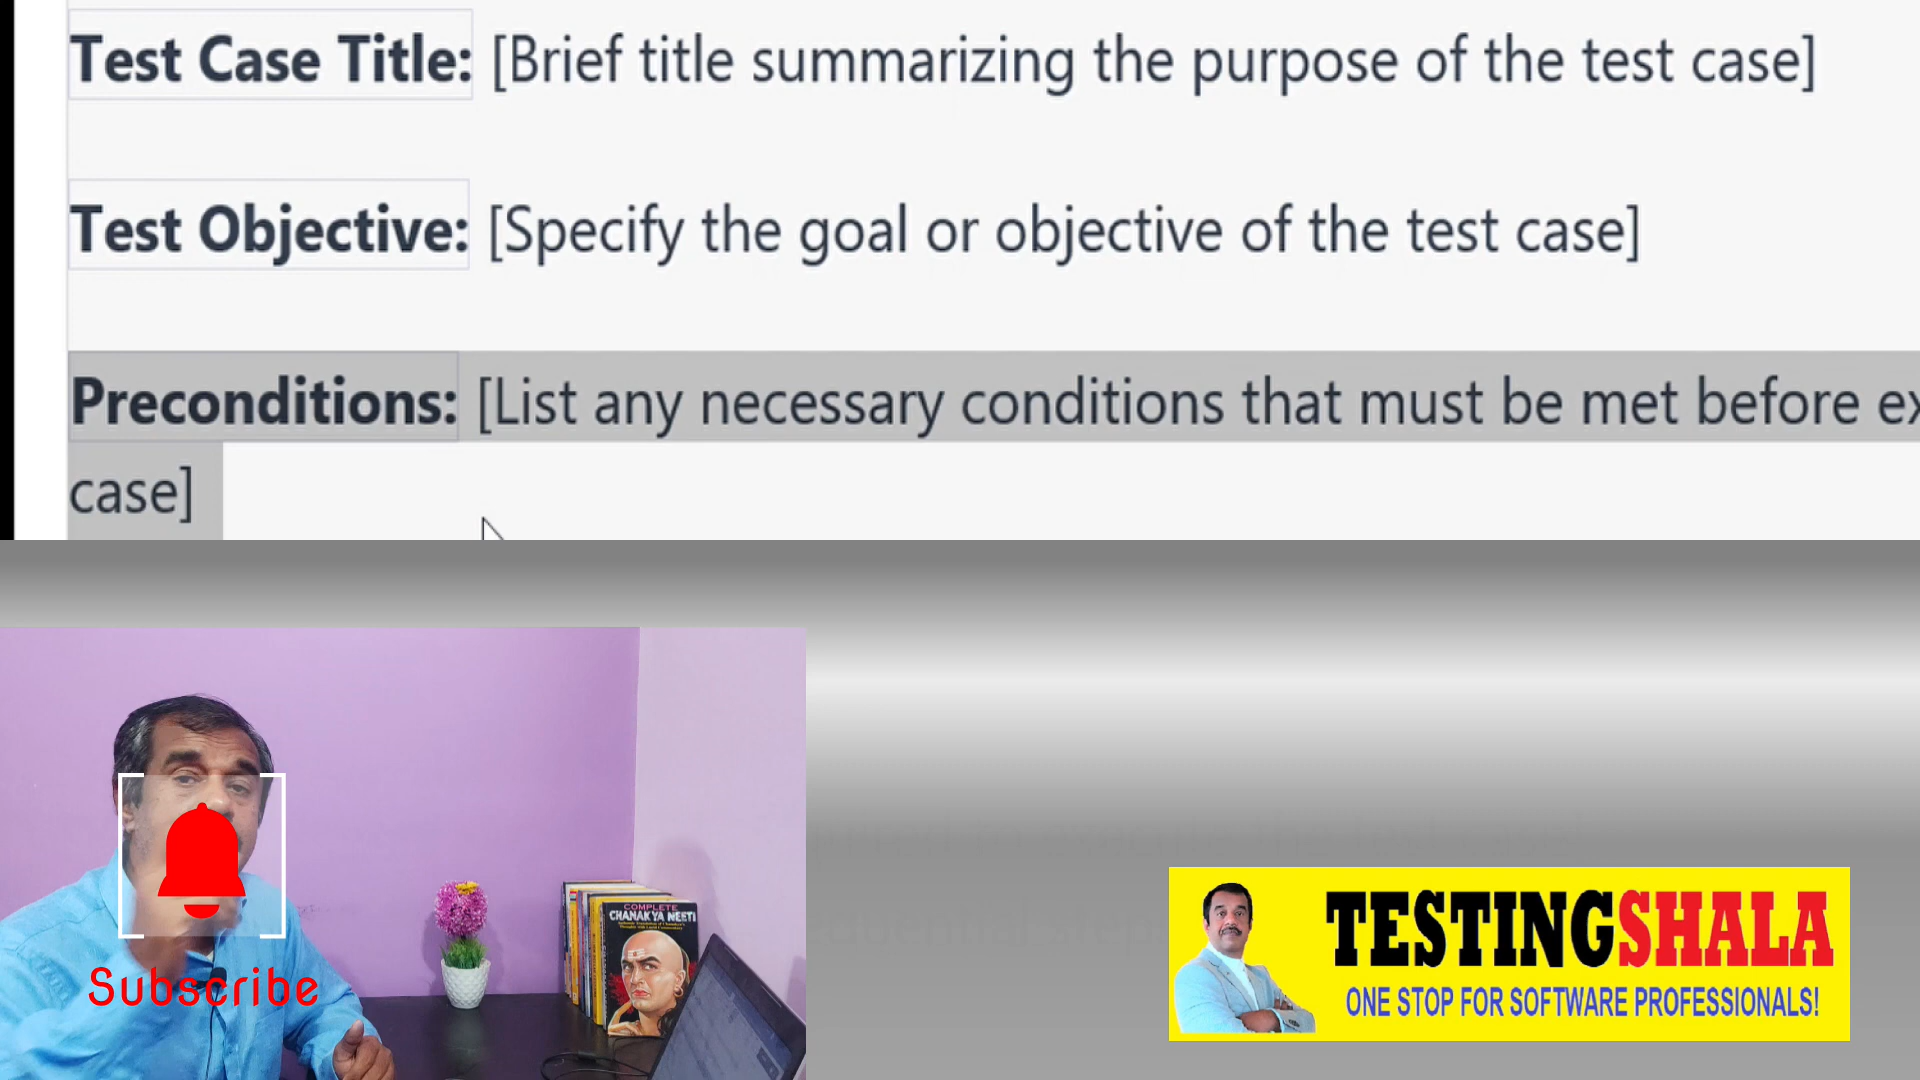 Test Case Title: [Brief title summarizing the purpose of the test case]
Test Objective: [Specify the goal or objective of the test case]
Preconditions: [List any necessary conditions that must be met before ex
case]
COMPLETE
CHANAKYA NEETI
Subscribe
TESTINGSHALA
ONE STOP FOR SOFTWARE PROFESSIONALS!